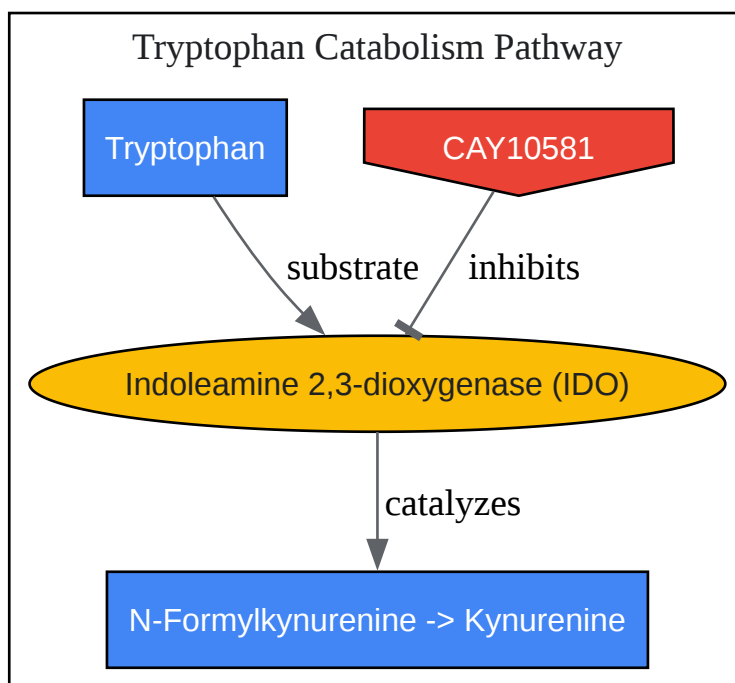 Tryptophan Catabolism Pathway
Tryptophan
CAY10581
substrate
inhibits
Indoleamine 2,3-dioxygenase (IDO)
catalyzes
N-Formylkynurenine -> Kynurenine